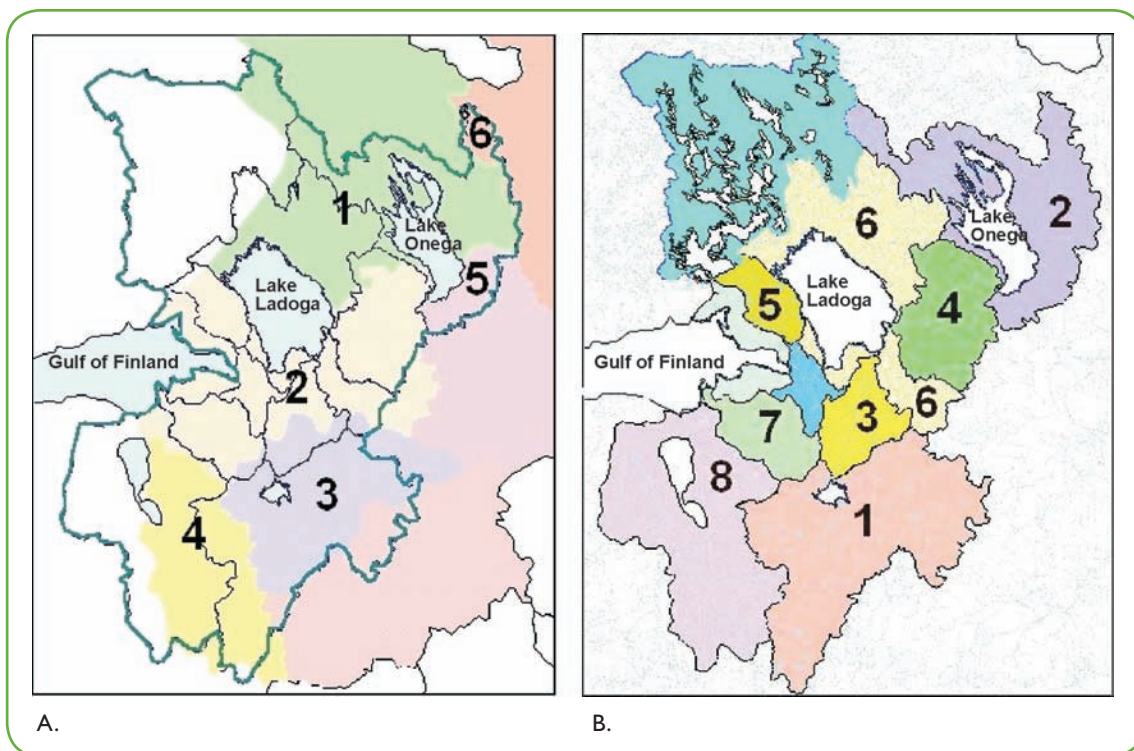 6
1
Lake
Onega
5
Lake
Ladoga
Gulf of Finland
2
3
4
A.
2
6
Lake
Onega
Lake
Ladoga
4
5
Gulf of Finland
6
3
7
8
1
B.